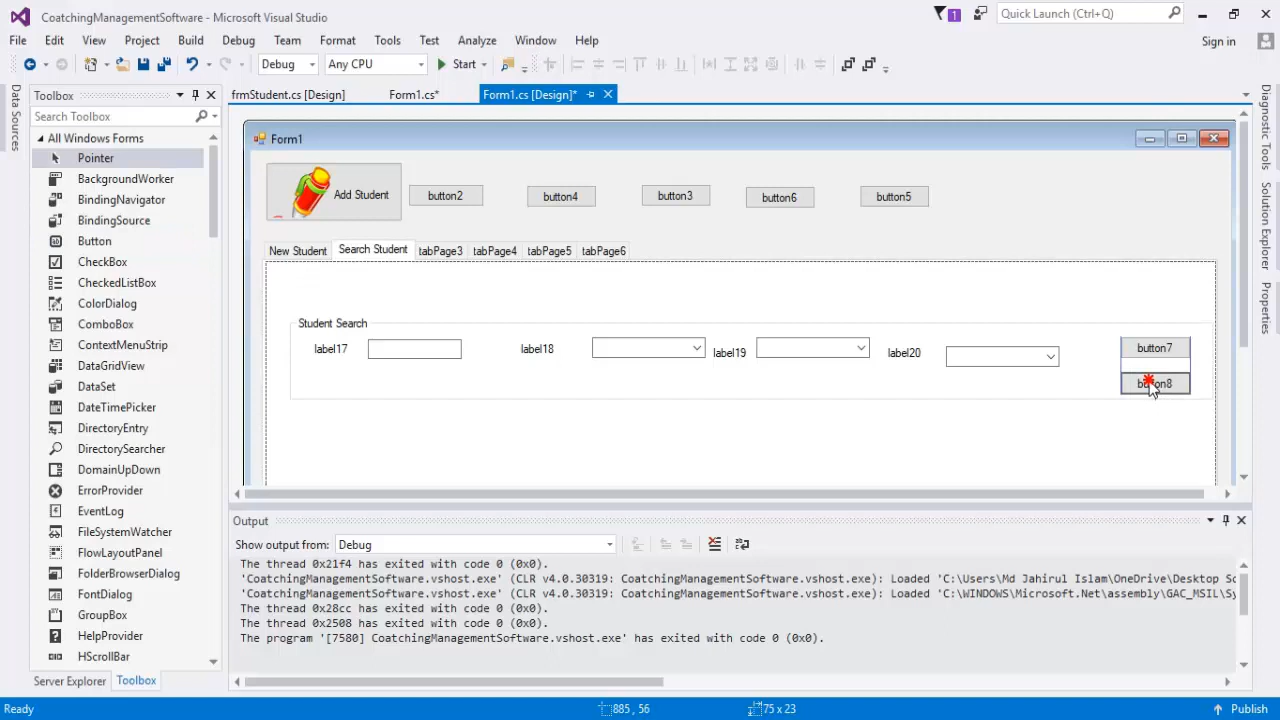 CoatchingManagementSoftware - Microsoft Visual Studio
1
Quick Launch (Ctrl+Q)
File Edit View Project Build Debug Team Format Tools Test Analyze Window Help
Sign in
Debug Any CPU Start
Data Sources
Toolbox
Search Toolbox
All Windows Forms
Pointer
BackgroundWorker
BindingNavigator
BindingSource
Button
CheckBox
CheckedListBox
ColorDialog
ComboBox
ContextMenuStrip
DataGridView
DataSet
DateTimePicker
DirectoryEntry
DirectorySearcher
DomainUpDown
ErrorProvider
EventLog
FileSystemWatcher
FlowLayoutPanel
FolderBrowserDialog
FontDialog
GroupBox
HelpProvider
HScrollBar
Server Explorer Toolbox
frmStudent.cs [Design] Form1.cs* Form1.cs [Design]*
Form1
Add Student button2 button4 button3 button6 button5
New Student Search Student tabPage3 tabPage4 tabPage5 tabPage6
Student Search
label17 label18 label19 label20 button7
button8
Output
Show output from: Debug
The thread 0x21f4 has exited with code 0 (0x0).
'CoatchingManagementSoftware.vshost.exe' (CLR v4.0.30319: CoatchingManagementSoftware.vshost.exe): Loaded 'C:\Users\Md Jahirul Islam\OneDrive\Desktop So
'CoatchingManagementSoftware.vshost.exe' (CLR v4.0.30319: CoatchingManagementSoftware.vshost.exe): Loaded 'C:\WINDOWS\Microsoft.Net\assembly\GAC_MSIL\Sy
The thread 0x28cc has exited with code 0 (0x0).
The thread 0x2508 has exited with code 0 (0x0).
The program '[7580] CoatchingManagementSoftware.vshost.exe' has exited with code 0 (0x0).
Diagnostic Tools
Solution Explorer
Properties
Ready 885 , 56 75 x 23 Publish